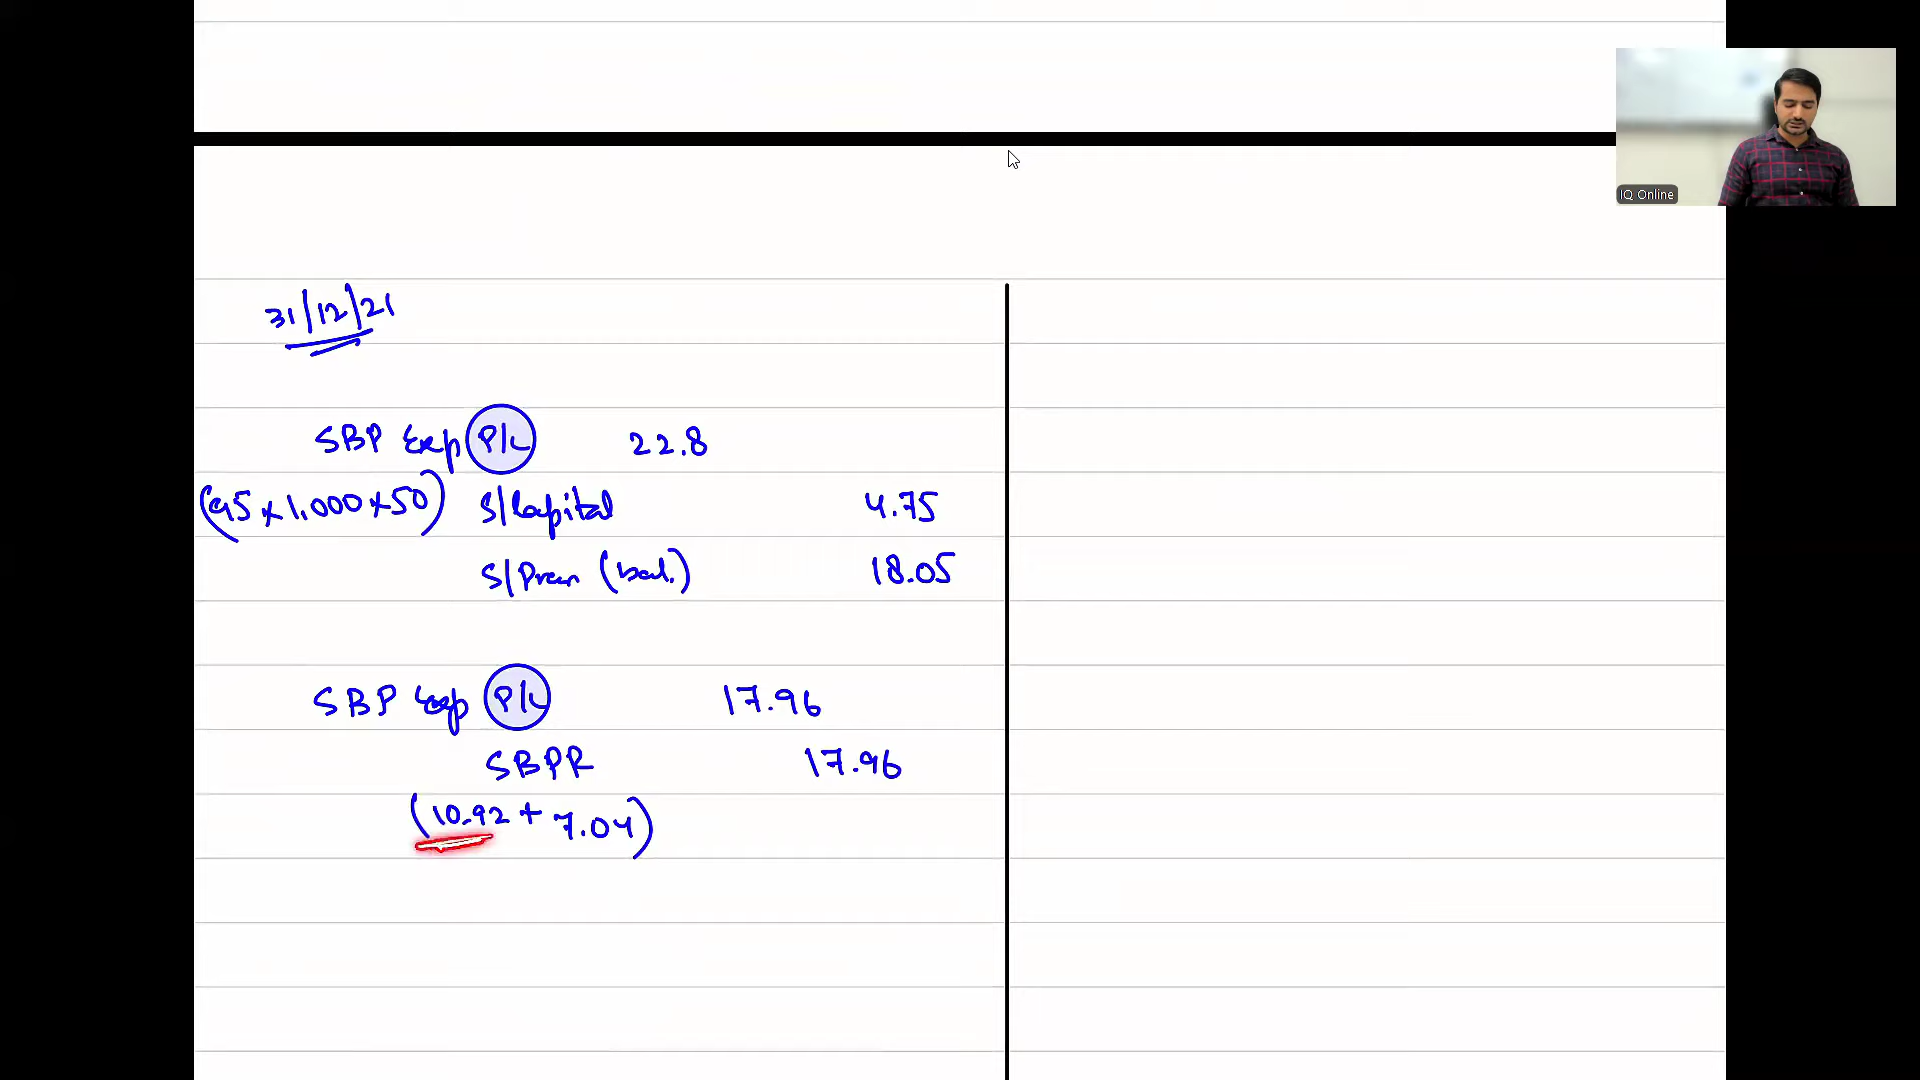 IQ Online
31/12/21
SBP Exp P/L 22.8
(95 x 1,000 x 50) S/Capital 4.75
S/Prem (bal.) 18.05
SBP Exp P/L 17.96
SBPR 17.96
(10.92 + 7.04)